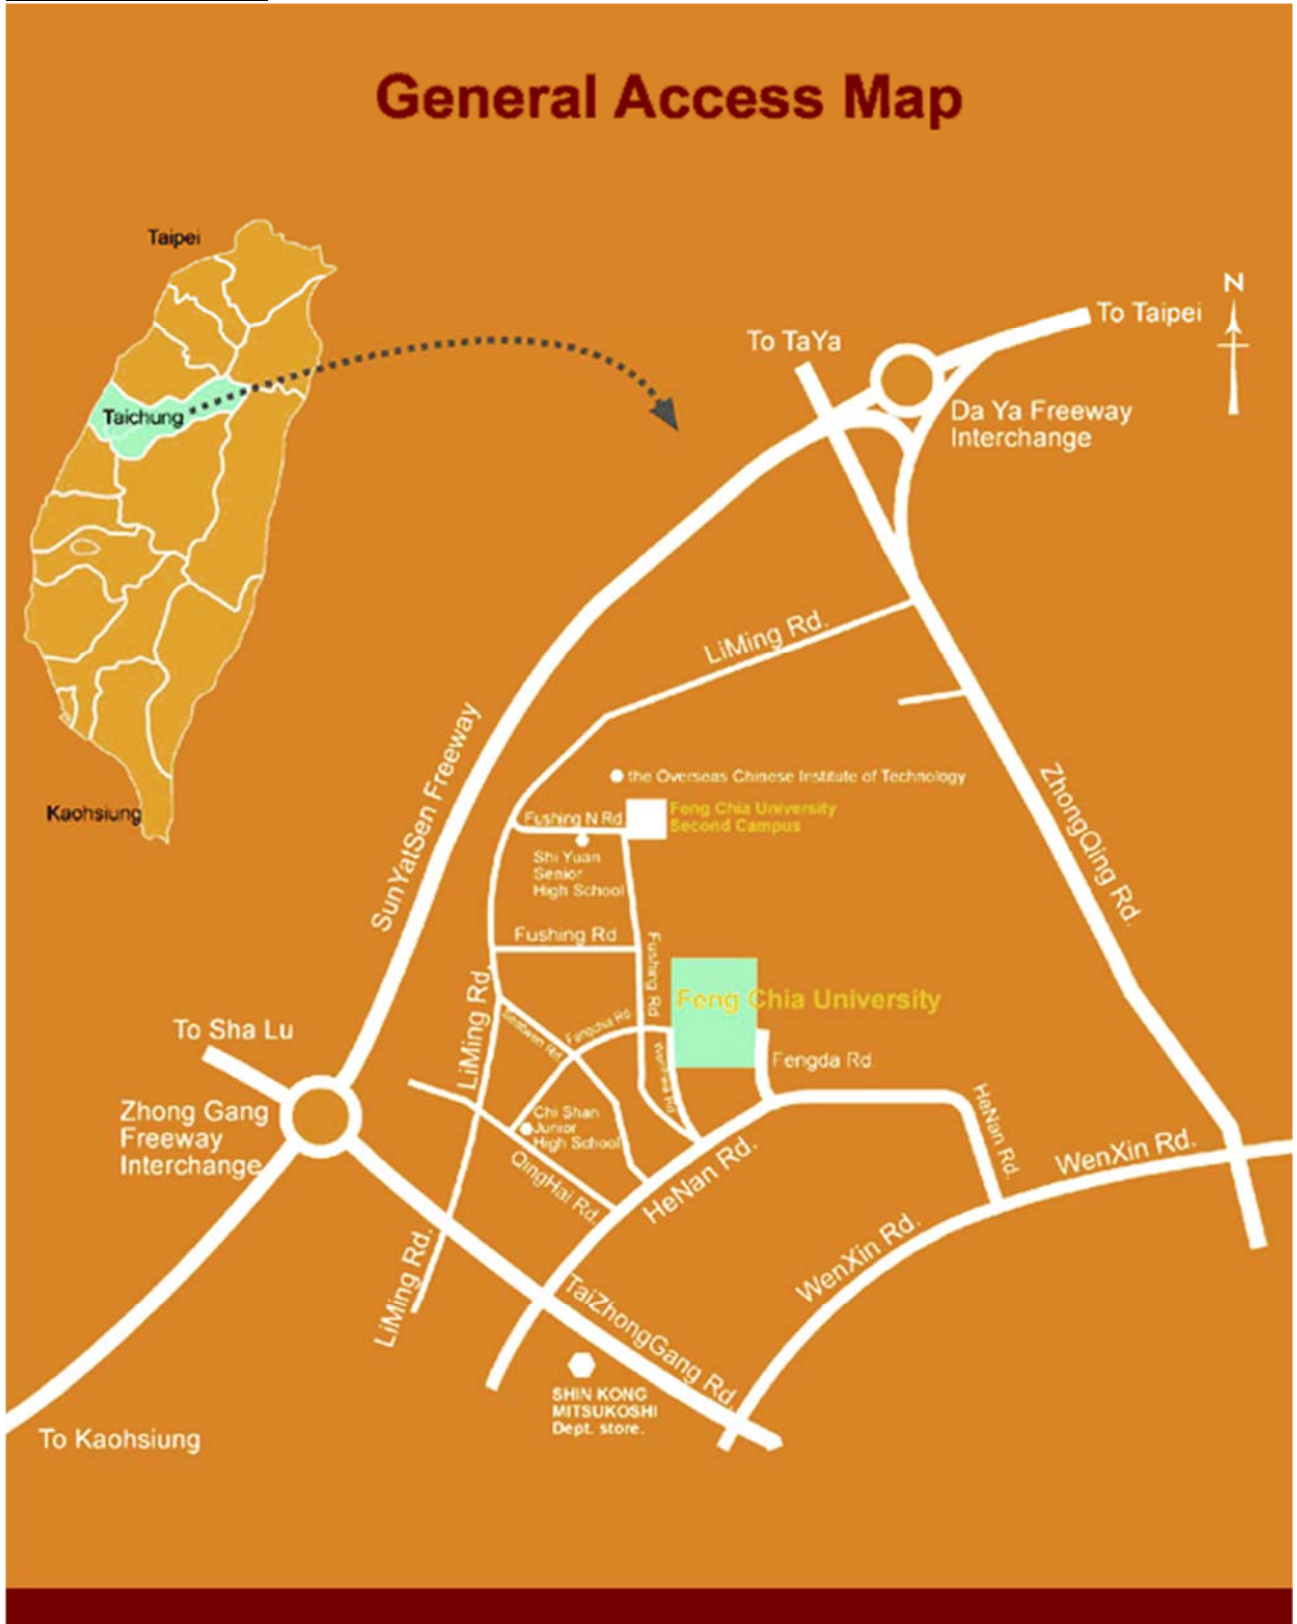 General Access Map
Taipei
Taichung
Kaohsiung
N
To Taipei
To TaYa
Da Ya Freeway
Interchange
LiMing Rd.
SunYatSen Freeway
the Overseas Chinese Institute of Technology
Feng Chia University
Second Campus
Fushing N Rd.
Shi Yuan
Senior
High School
ZhongQing Rd.
Fushing Rd
Fushing Rd
Feng Chia University
LiMing Rd.
Fengchia Rd.
Fengda Rd.
To Sha Lu
Zhong Gang
Freeway
Interchange
Chi Shan
Junior
High School
QingHai Rd.
HeNan Rd.
HeNan Rd.
WenXin Rd.
WenXin Rd.
LiMing Rd.
TaiZhongGang Rd.
SHIN KONG
MITSUKOSHI
Dept. store.
To Kaohsiung